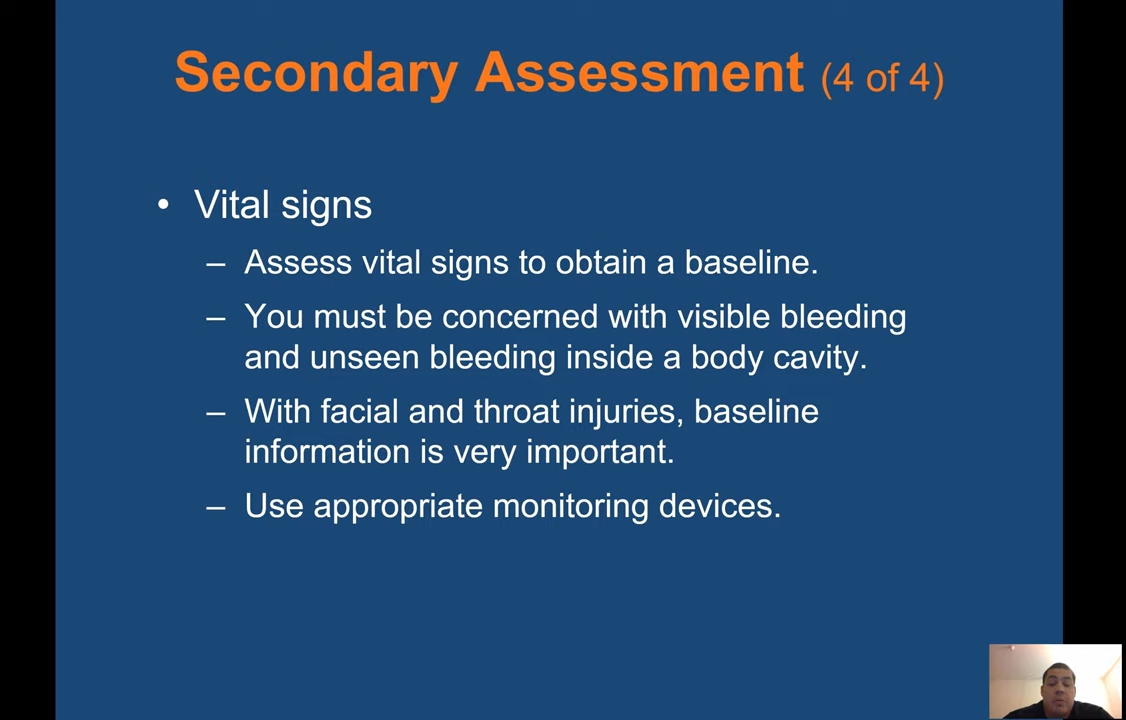 Secondary Assessment (4 of 4)
• Vital signs
– Assess vital signs to obtain a baseline.
– You must be concerned with visible bleeding
and unseen bleeding inside a body cavity.
– With facial and throat injuries, baseline
information is very important.
– Use appropriate monitoring devices.